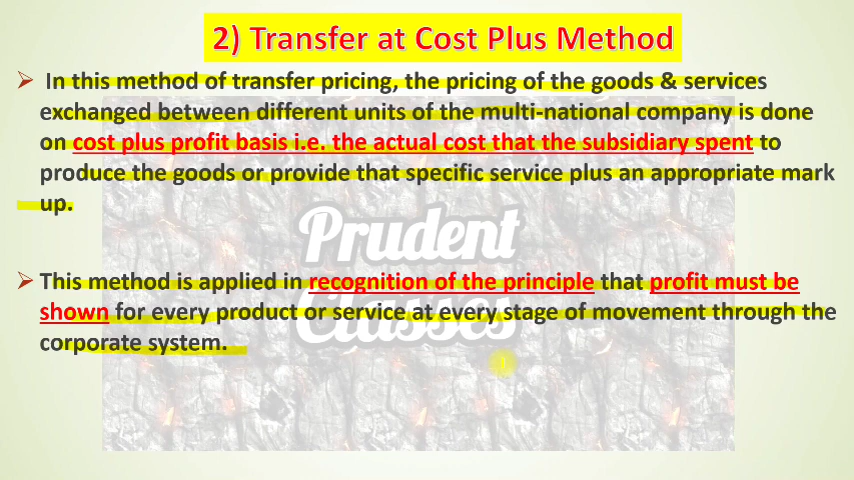 2) Transfer at Cost Plus Method
➢ In this method of transfer pricing, the pricing of the goods & services
exchanged between different units of the multi-national company is done
on cost plus profit basis i.e. the actual cost that the subsidiary spent to
produce the goods or provide that specific service plus an appropriate mark
up.
Prudent
➢ This method is applied in recognition of the principle that profit must be
shown for every product or service at every stage of movement through the
Classes
corporate system.